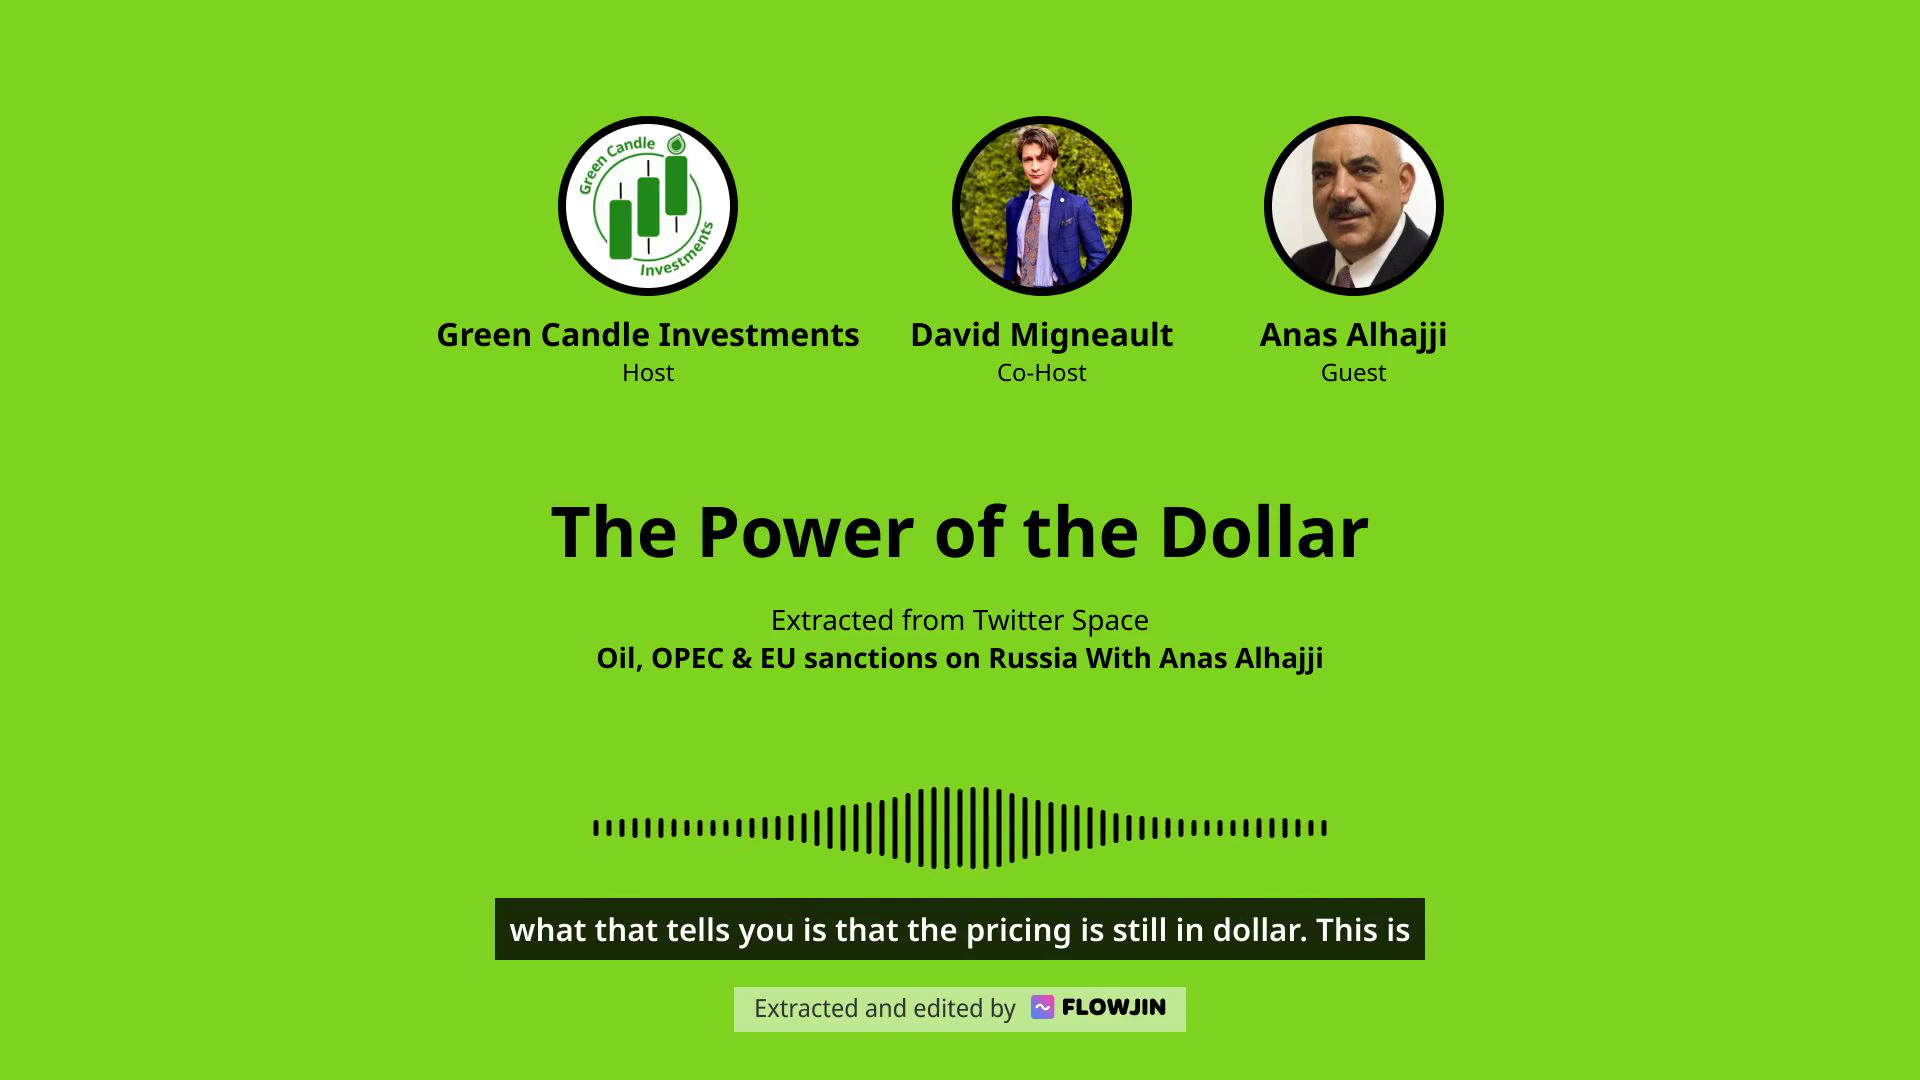 Green Candle
Investments
Green Candle Investments
Host
David Migneault
Co-Host
Anas Alhajji
Guest
The Power of the Dollar
Extracted from Twitter Space
Oil, OPEC & EU sanctions on Russia With Anas Alhajji
what that tells you is that the pricing is still in dollar. This is
Extracted and edited by FLOWJIN